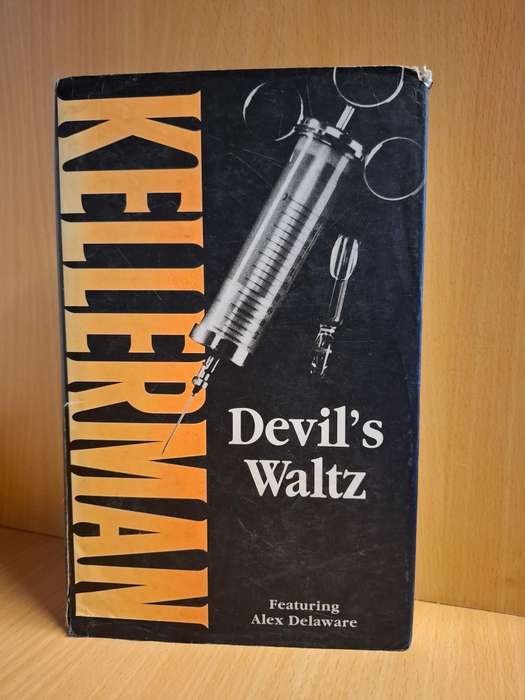 KELLERMAN
Devil's
Waltz
Featuring
Alex Delaware